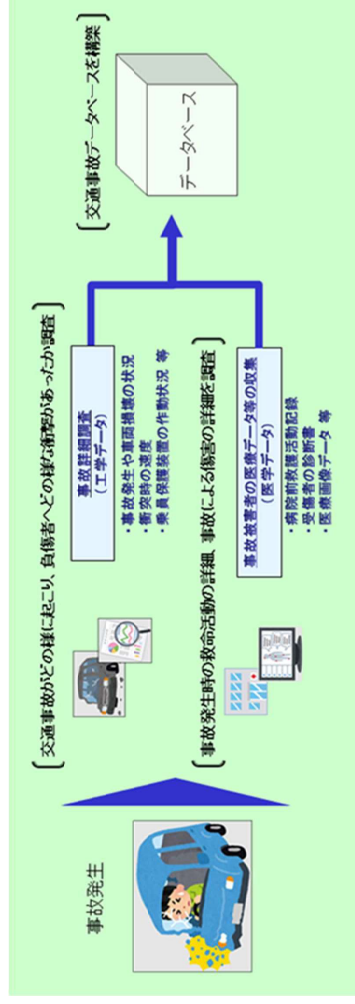 事故発生
（交通事故がどの様に起こり、負傷者へどの様な衝撃があったか調査）
事故詳細調査
（工学データ）
・事故発生や車両損壊の状況
・衝突時の速度
・乗員保護装置の作動状況 等
（事故発生時の救命活動の詳細、事故による傷害の詳細を調査）
事故被害者の医療データ等の収集
（医学データ）
・病院前救護活動記録
・受傷者の診断書
・医療画像データ 等
（交通事故データベースを構築）
データベース